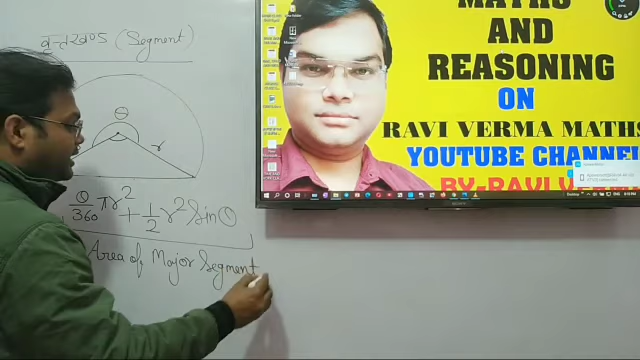 वृत्तखण्ड (Segment)
θ
r
θ/360 πr² + 1/2 r² Sinθ
Area of Major Segment
MATHS
AND
REASONING
ON
RAVI VERMA MATHS
YOUTUBE CHANNEL
BY-RAVI VERMA